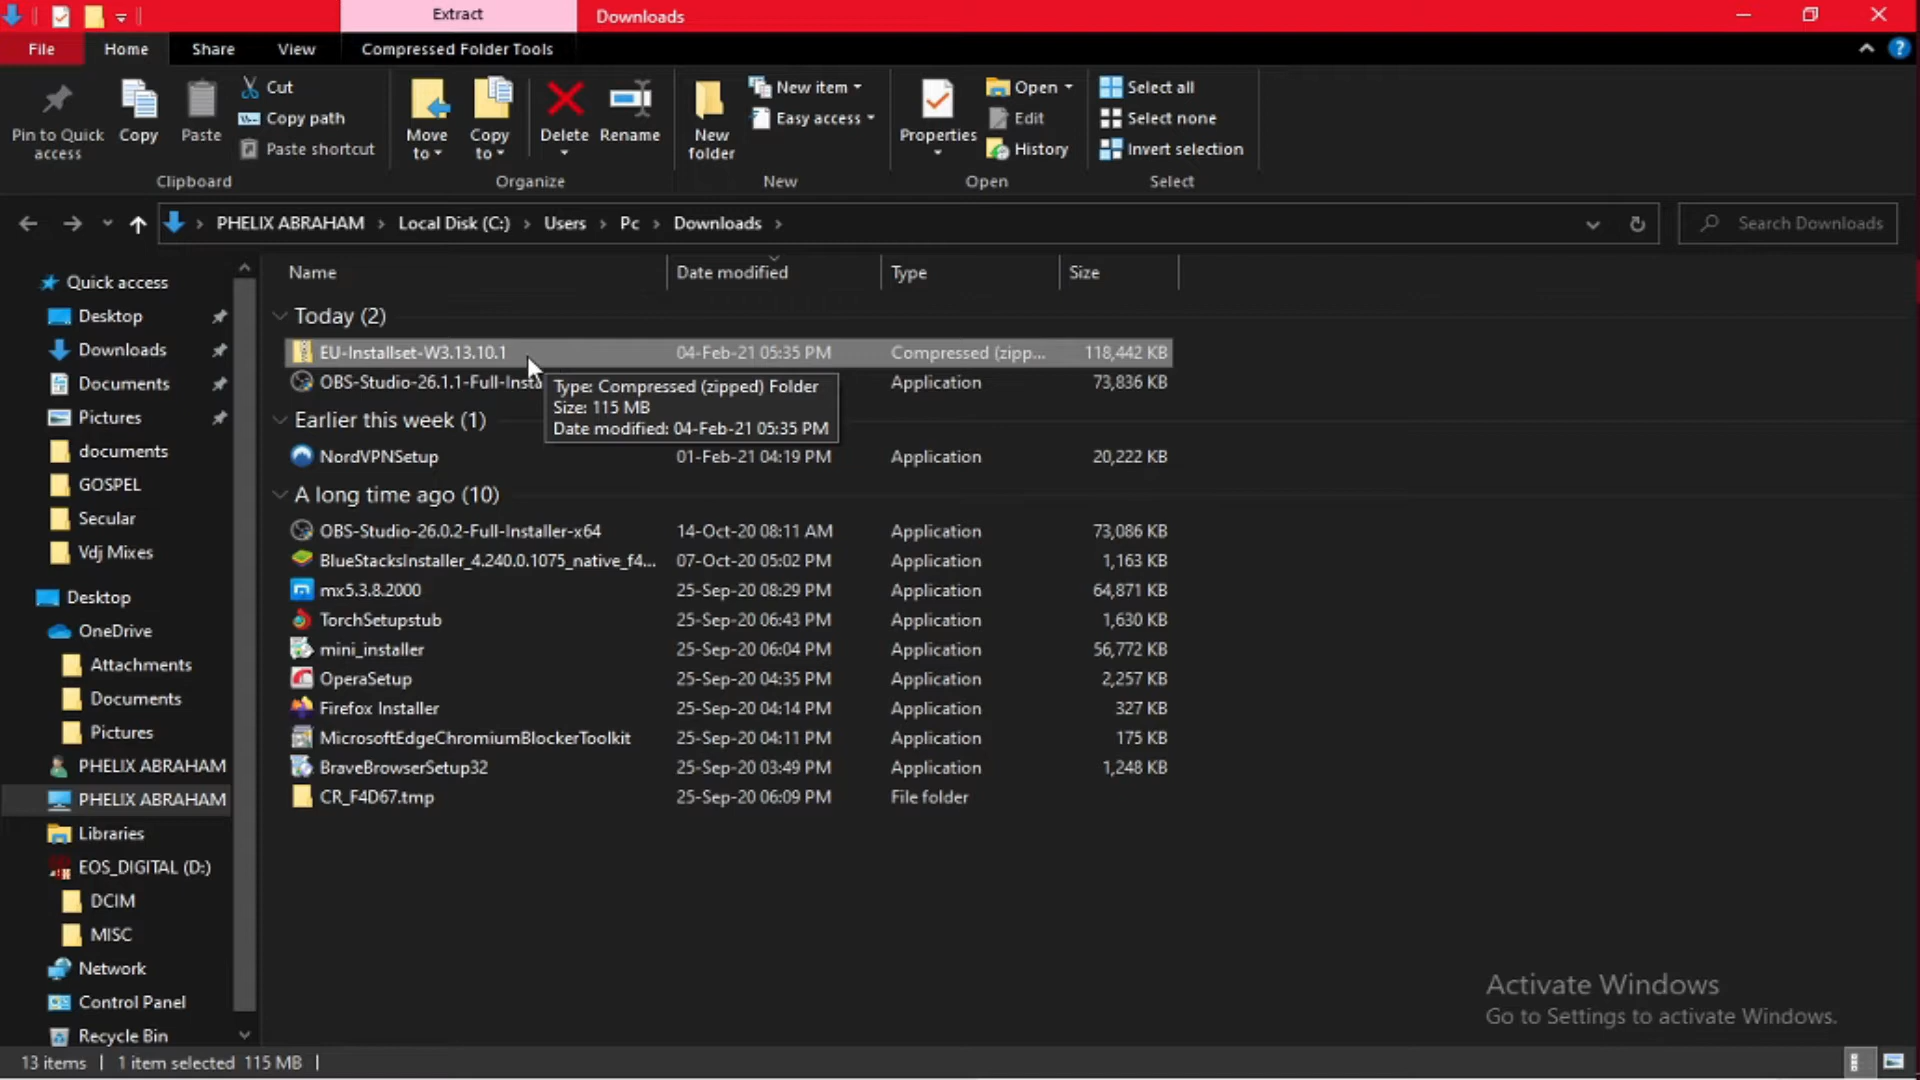 Extract
Downloads
File
Home
Share
View
Compressed Folder Tools
Pin to Quick access
Copy
Paste
Cut
Copy path
Paste shortcut
Clipboard
Move to
Copy to
Delete
Rename
Organize
New folder
New item
Easy access
New
Properties
Open
Edit
History
Open
Select all
Select none
Invert selection
Select
PHELIX ABRAHAM > Local Disk (C:) > Users > Pc > Downloads >
Search Downloads
Quick access
Desktop
Downloads
Documents
Pictures
documents
GOSPEL
Secular
Vdj Mixes
Desktop
OneDrive
Attachments
Documents
Pictures
PHELIX ABRAHAM
PHELIX ABRAHAM
Libraries
EOS_DIGITAL (D:)
DCIM
MISC
Network
Control Panel
Recycle Bin
Name Date modified Type Size
Today (2)
EU-Installset-W3.13.10.1 04-Feb-21 05:35 PM Compressed (zipp... 118,442 KB
OBS-Studio-26.1.1-Full-Insta Application 73,836 KB
Type: Compressed (zipped) Folder
Size: 115 MB
Date modified: 04-Feb-21 05:35 PM
Earlier this week (1)
NordVPNSetup 01-Feb-21 04:19 PM Application 20,222 KB
A long time ago (10)
OBS-Studio-26.0.2-Full-Installer-x64 14-Oct-20 08:11 AM Application 73,086 KB
BlueStacksInstaller_4.240.0.1075_native_f4... 07-Oct-20 05:02 PM Application 1,163 KB
mx5.3.8.2000 25-Sep-20 08:29 PM Application 64,871 KB
TorchSetupstub 25-Sep-20 06:43 PM Application 1,630 KB
mini_installer 25-Sep-20 06:04 PM Application 56,772 KB
OperaSetup 25-Sep-20 04:35 PM Application 2,257 KB
Firefox Installer 25-Sep-20 04:14 PM Application 327 KB
MicrosoftEdgeChromiumBlockerToolkit 25-Sep-20 04:11 PM Application 175 KB
BraveBrowserSetup32 25-Sep-20 03:49 PM Application 1,248 KB
CR_F4D67.tmp 25-Sep-20 06:09 PM File folder
Activate Windows
Go to Settings to activate Windows.
13 items | 1 item selected 115 MB |